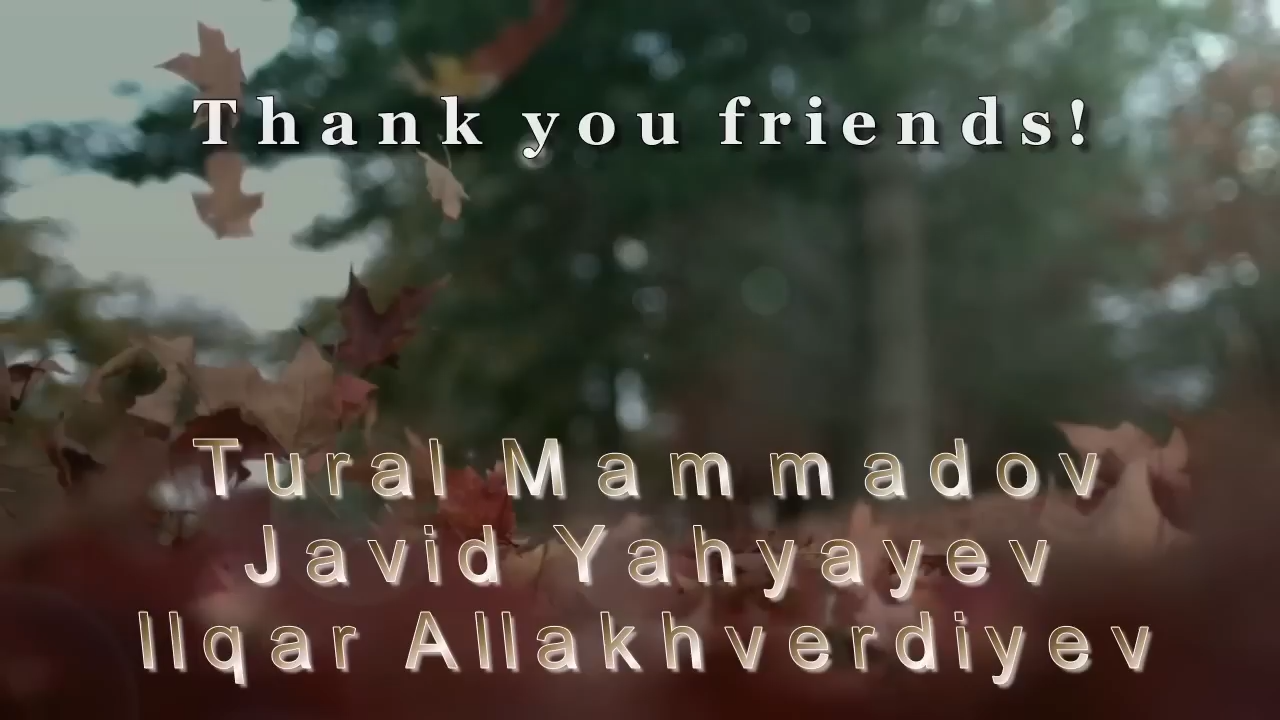 Thank you friends!
Tural Mammadov
Javid Yahyayev
Ilqar Allakhverdiyev